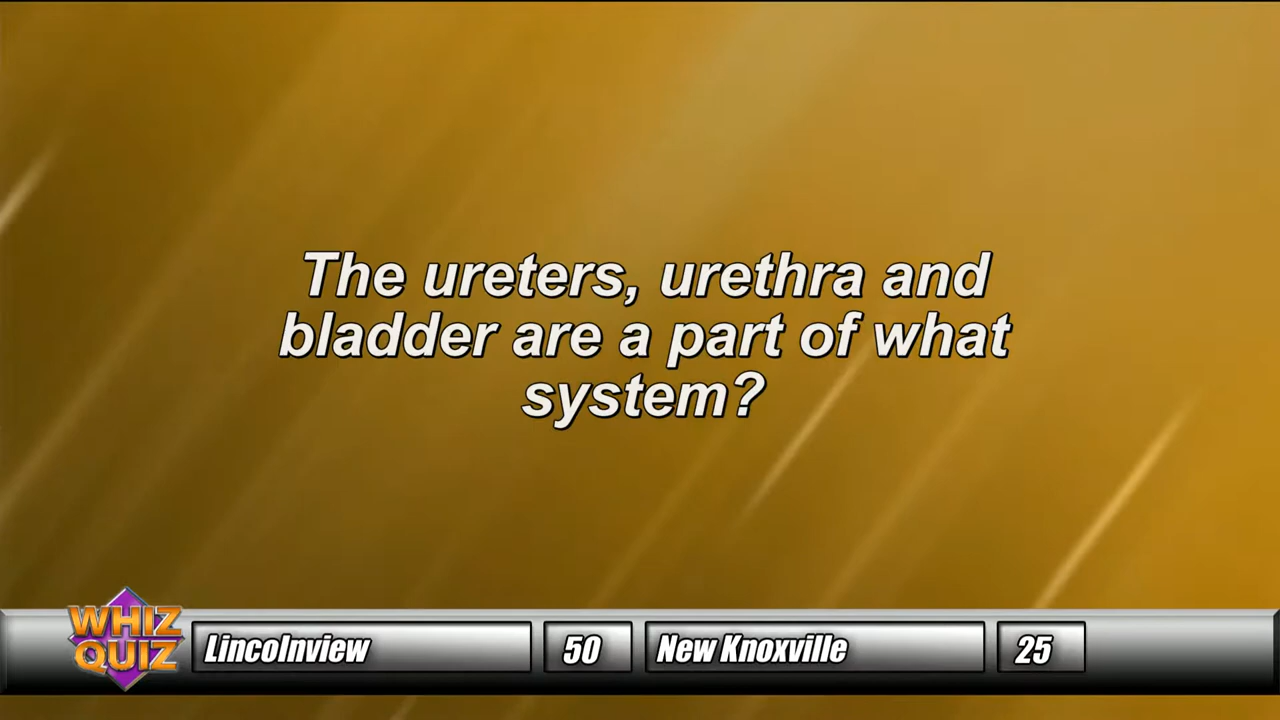 The ureters, urethra and
bladder are a part of what
system?
WHIZ
QUIZ
Lincolnview
50
New Knoxville
25